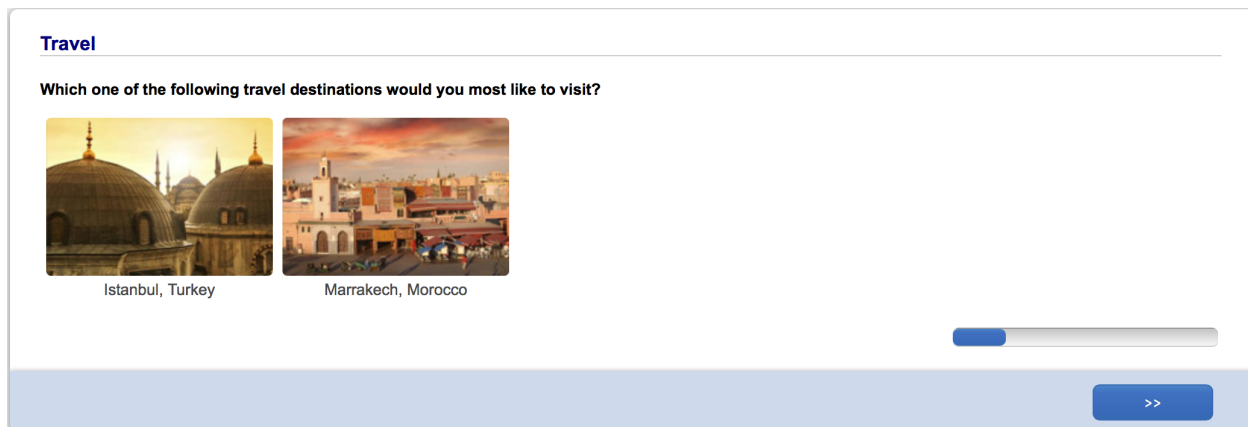 Travel
Which one of the following travel destinations would you most like to visit?
Istanbul, Turkey
Marrakech, Morocco
>>